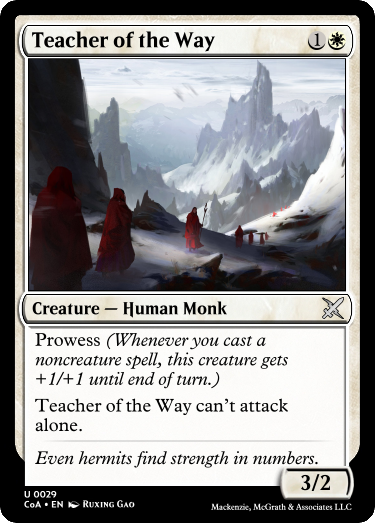 Teacher of the Way 1
Creature — Human Monk
Prowess (Whenever you cast a
noncreature spell, this creature gets
+1/+1 until end of turn.)
Teacher of the Way can't attack
alone.
Even hermits find strength in numbers.
3/2
U 0029
CoA • EN Ruxing Gao
Mackenzie, McGrath & Associates LLC